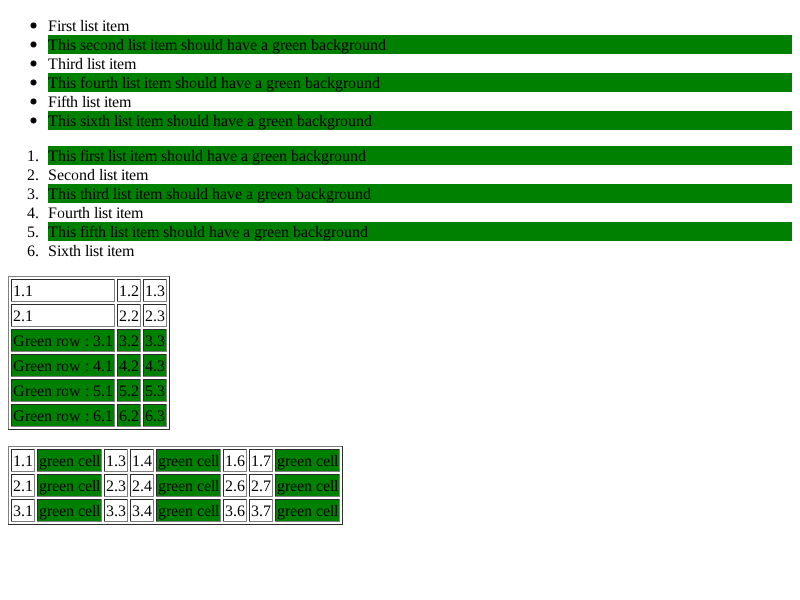 First list item
This second list item should have a green background
Third list item
This fourth list item should have a green background
Fifth list item
This sixth list item should have a green background
1. This first list item should have a green background
2. Second list item
3. This third list item should have a green background
4. Fourth list item
5. This fifth list item should have a green background
6. Sixth list item
1.1 1.2 1.3
2.1 2.2 2.3
Green row : 3.1 3.2 3.3
Green row : 4.1 4.2 4.3
Green row : 5.1 5.2 5.3
Green row : 6.1 6.2 6.3
1.1 green cell 1.3 1.4 green cell 1.6 1.7 green cell
2.1 green cell 2.3 2.4 green cell 2.6 2.7 green cell
3.1 green cell 3.3 3.4 green cell 3.6 3.7 green cell